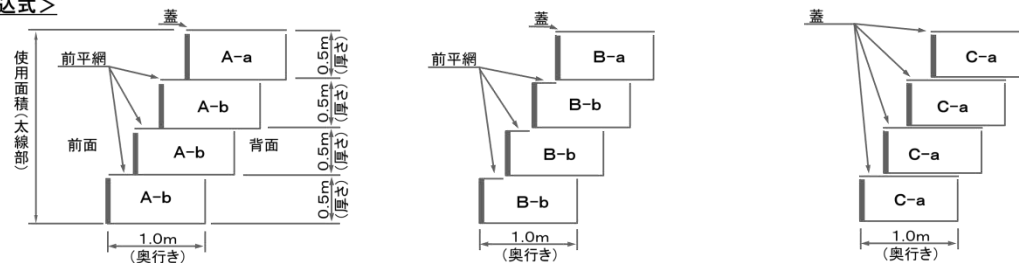 込式>
蓋
使用面積(太線部)
前平網
前面
背面
A-a
A-b
A-b
A-b
0.5m
(厚さ)
0.5m
(厚さ)
0.5m
(厚さ)
0.5m
(厚さ)
1.0m
(奥行き)
蓋
前平網
B-a
B-b
B-b
B-b
1.0m
(奥行き)
蓋
C-a
C-a
C-a
C-a
1.0m
(奥行き)